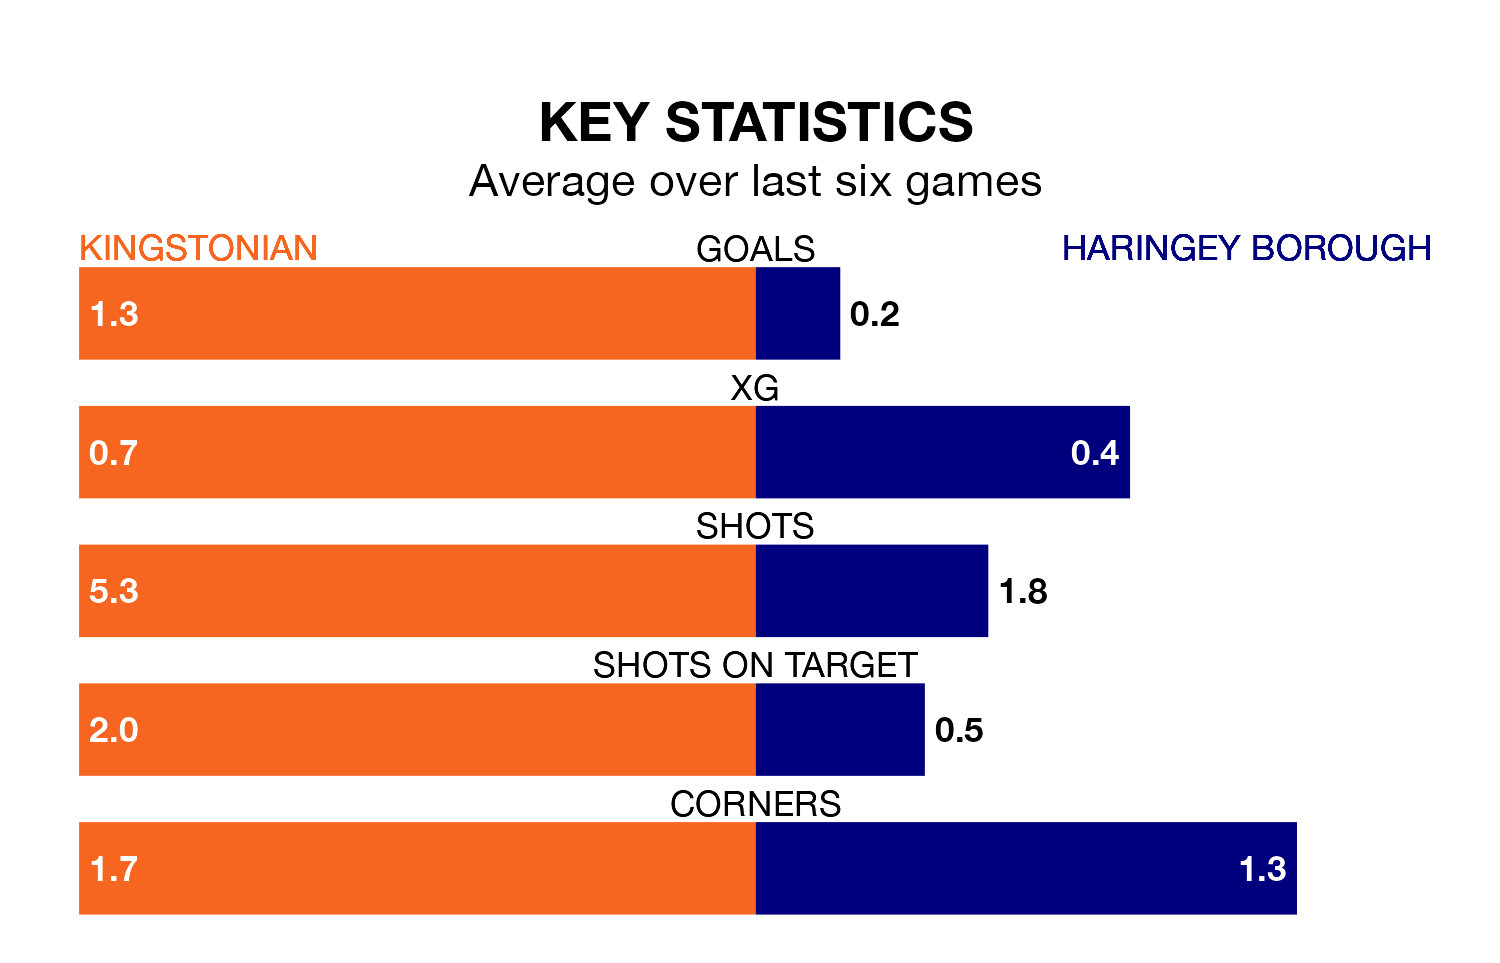 KEY STATISTICS
Average over last six games
KINGSTONIAN GOALS HARINGEY BOROUGH
1.3 0.2
XG
0.7 0.4
SHOTS
5.3 1.8
SHOTS ON TARGET
2.0 0.5
CORNERS
1.7 1.3